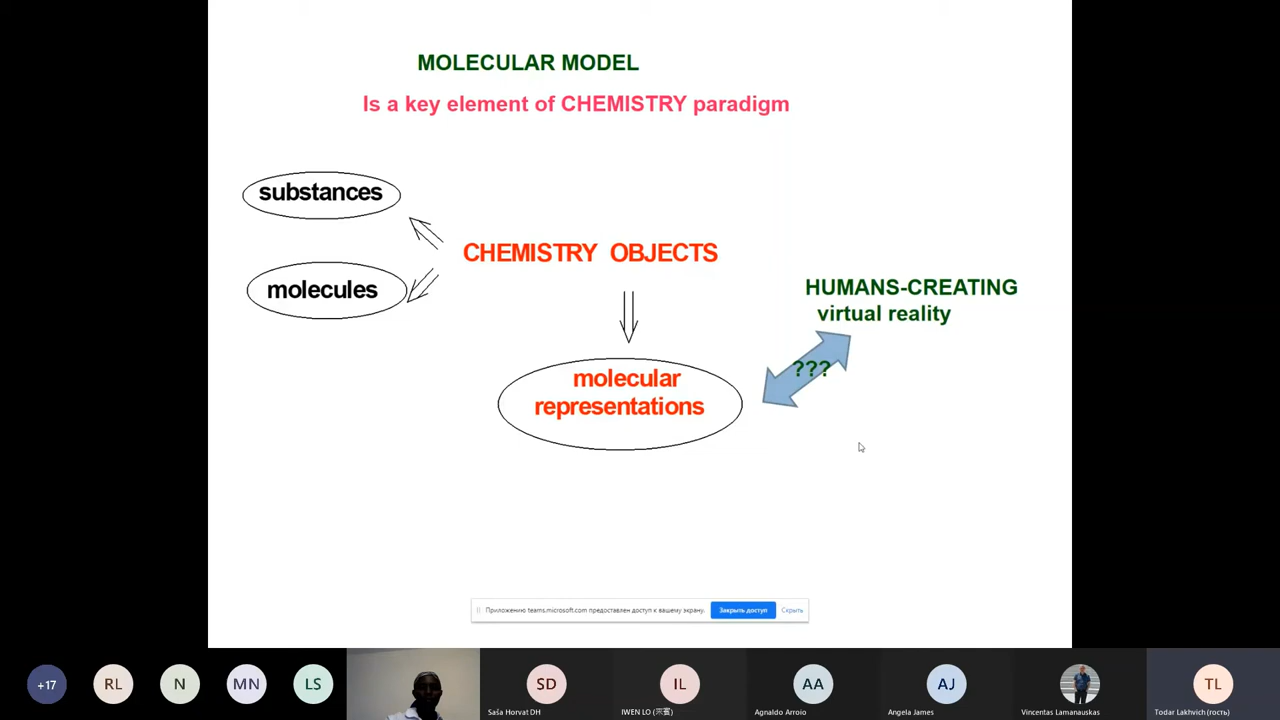 MOLECULAR MODEL
Is a key element of CHEMISTRY paradigm
substances
CHEMISTRY OBJECTS
molecules
HUMANS-CREATING
virtual reality
???
molecular
representations
Приложению teams.microsoft.com предоставлен доступ к вашему экрану.
Закрыть доступ
Скрыть
+17
RL
N
MN
LS
SD
IL
AA
AJ
TL
Saša Horvat DH
IWEN LO
Agnaldo Arroio
Angela James
Vincentas Lamanauskas
Todar Lakhvich (гость)